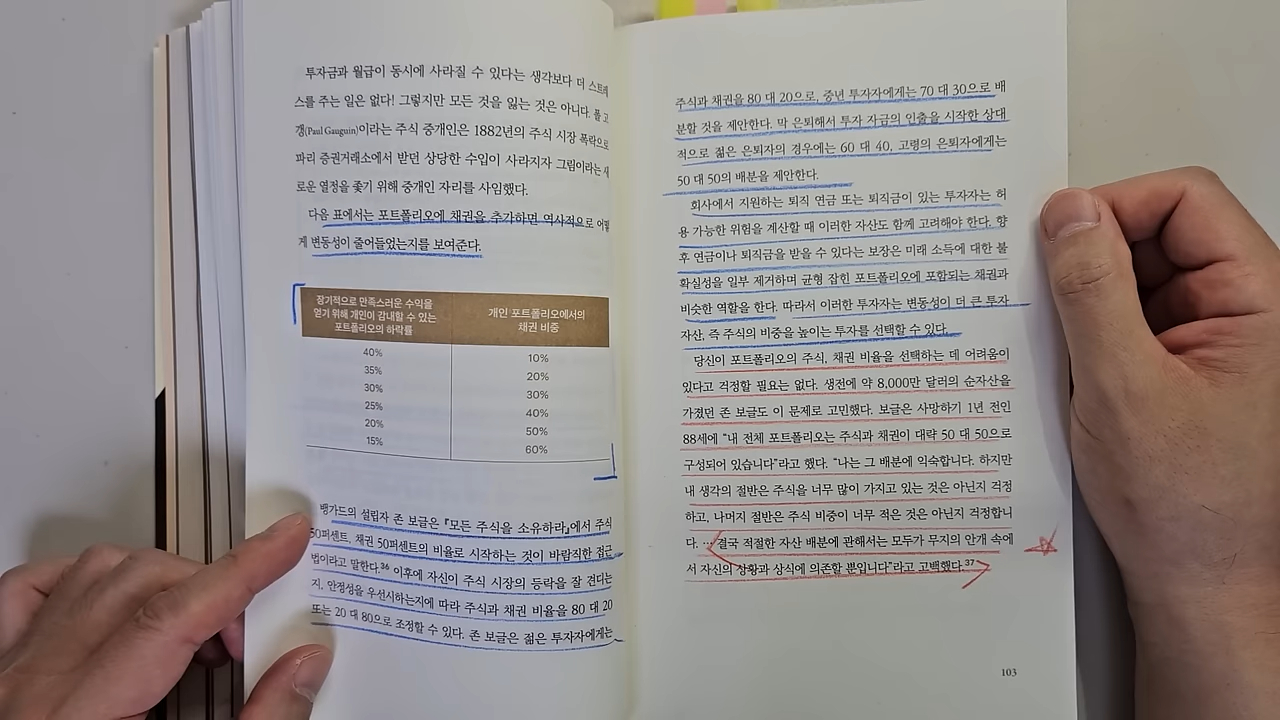 투자금과 월급이 동시에 사라질 수 있다는 생각보다 더 스트레
스를 주는 일은 없다! 그렇지만 모든 것을 잃는 것은 아니다. 폴 고
갱(Paul Gauguin)이라는 주식 중개인은 1882년의 주식 시장 폭락으로
파리 증권거래소에서 받던 상당한 수입이 사라지자 그림이라는 새
로운 열정을 좇기 위해 중개인 자리를 사임했다.
다음 표에서는 포트폴리오에 채권을 추가하면 역사적으로 어떻
게 변동성이 줄어들었는지를 보여준다.
장기적으로 만족스러운 수익을
얻기 위해 개인이 감내할 수 있는
포트폴리오의 하락률
개인 포트폴리오에서의
채권 비중
40% 10%
35% 20%
30% 30%
25% 40%
20% 50%
15% 60%
뱅가드의 설립자 존 보글은 『모든 주식을 소유하라』에서 주식
50퍼센트, 채권 50퍼센트의 비율로 시작하는 것이 바람직한 접근
법이라고 말한다.36 이후에 자신이 주식 시장의 등락을 잘 견디는
지, 안정성을 우선시하는지에 따라 주식과 채권 비율을 80 대 20
또는 20 대 80으로 조정할 수 있다. 존 보글은 젊은 투자자에게는
주식과 채권을 80 대 20으로, 중년 투자자에게는 70 대 30으로 배
분할 것을 제안한다. 막 은퇴해서 투자 자금의 인출을 시작한 상대
적으로 젊은 은퇴자의 경우에는 60 대 40, 고령의 은퇴자에게는
50 대 50의 배분을 제안한다.
회사에서 지원하는 퇴직 연금 또는 퇴직금이 있는 투자자는 허
용 가능한 위험을 계산할 때 이러한 자산도 함께 고려해야 한다. 향
후 연금이나 퇴직금을 받을 수 있다는 보장은 미래 소득에 대한 불
확실성을 일부 제거하며 균형 잡힌 포트폴리오에 포함되는 채권과
비슷한 역할을 한다. 따라서 이러한 투자자는 변동성이 더 큰 투자
자산, 즉 주식의 비중을 높이는 투자를 선택할 수 있다.
당신이 포트폴리오의 주식, 채권 비율을 선택하는 데 어려움이
있다고 걱정할 필요는 없다. 생전에 약 8,000만 달러의 순자산을
가졌던 존 보글도 이 문제로 고민했다. 보글은 사망하기 1년 전인
88세에 “내 전체 포트폴리오는 주식과 채권이 대략 50 대 50으로
구성되어 있습니다”라고 했다. “나는 그 배분에 익숙합니다. 하지만
내 생각의 절반은 주식을 너무 많이 가지고 있는 것은 아닌지 걱정
하고, 나머지 절반은 주식 비중이 너무 적은 것은 아닌지 걱정합니
다. … 결국 적절한 자산 배분에 관해서는 모두가 무지의 안개 속에
서 자신의 상황과 상식에 의존할 뿐입니다”라고 고백했다.37
103